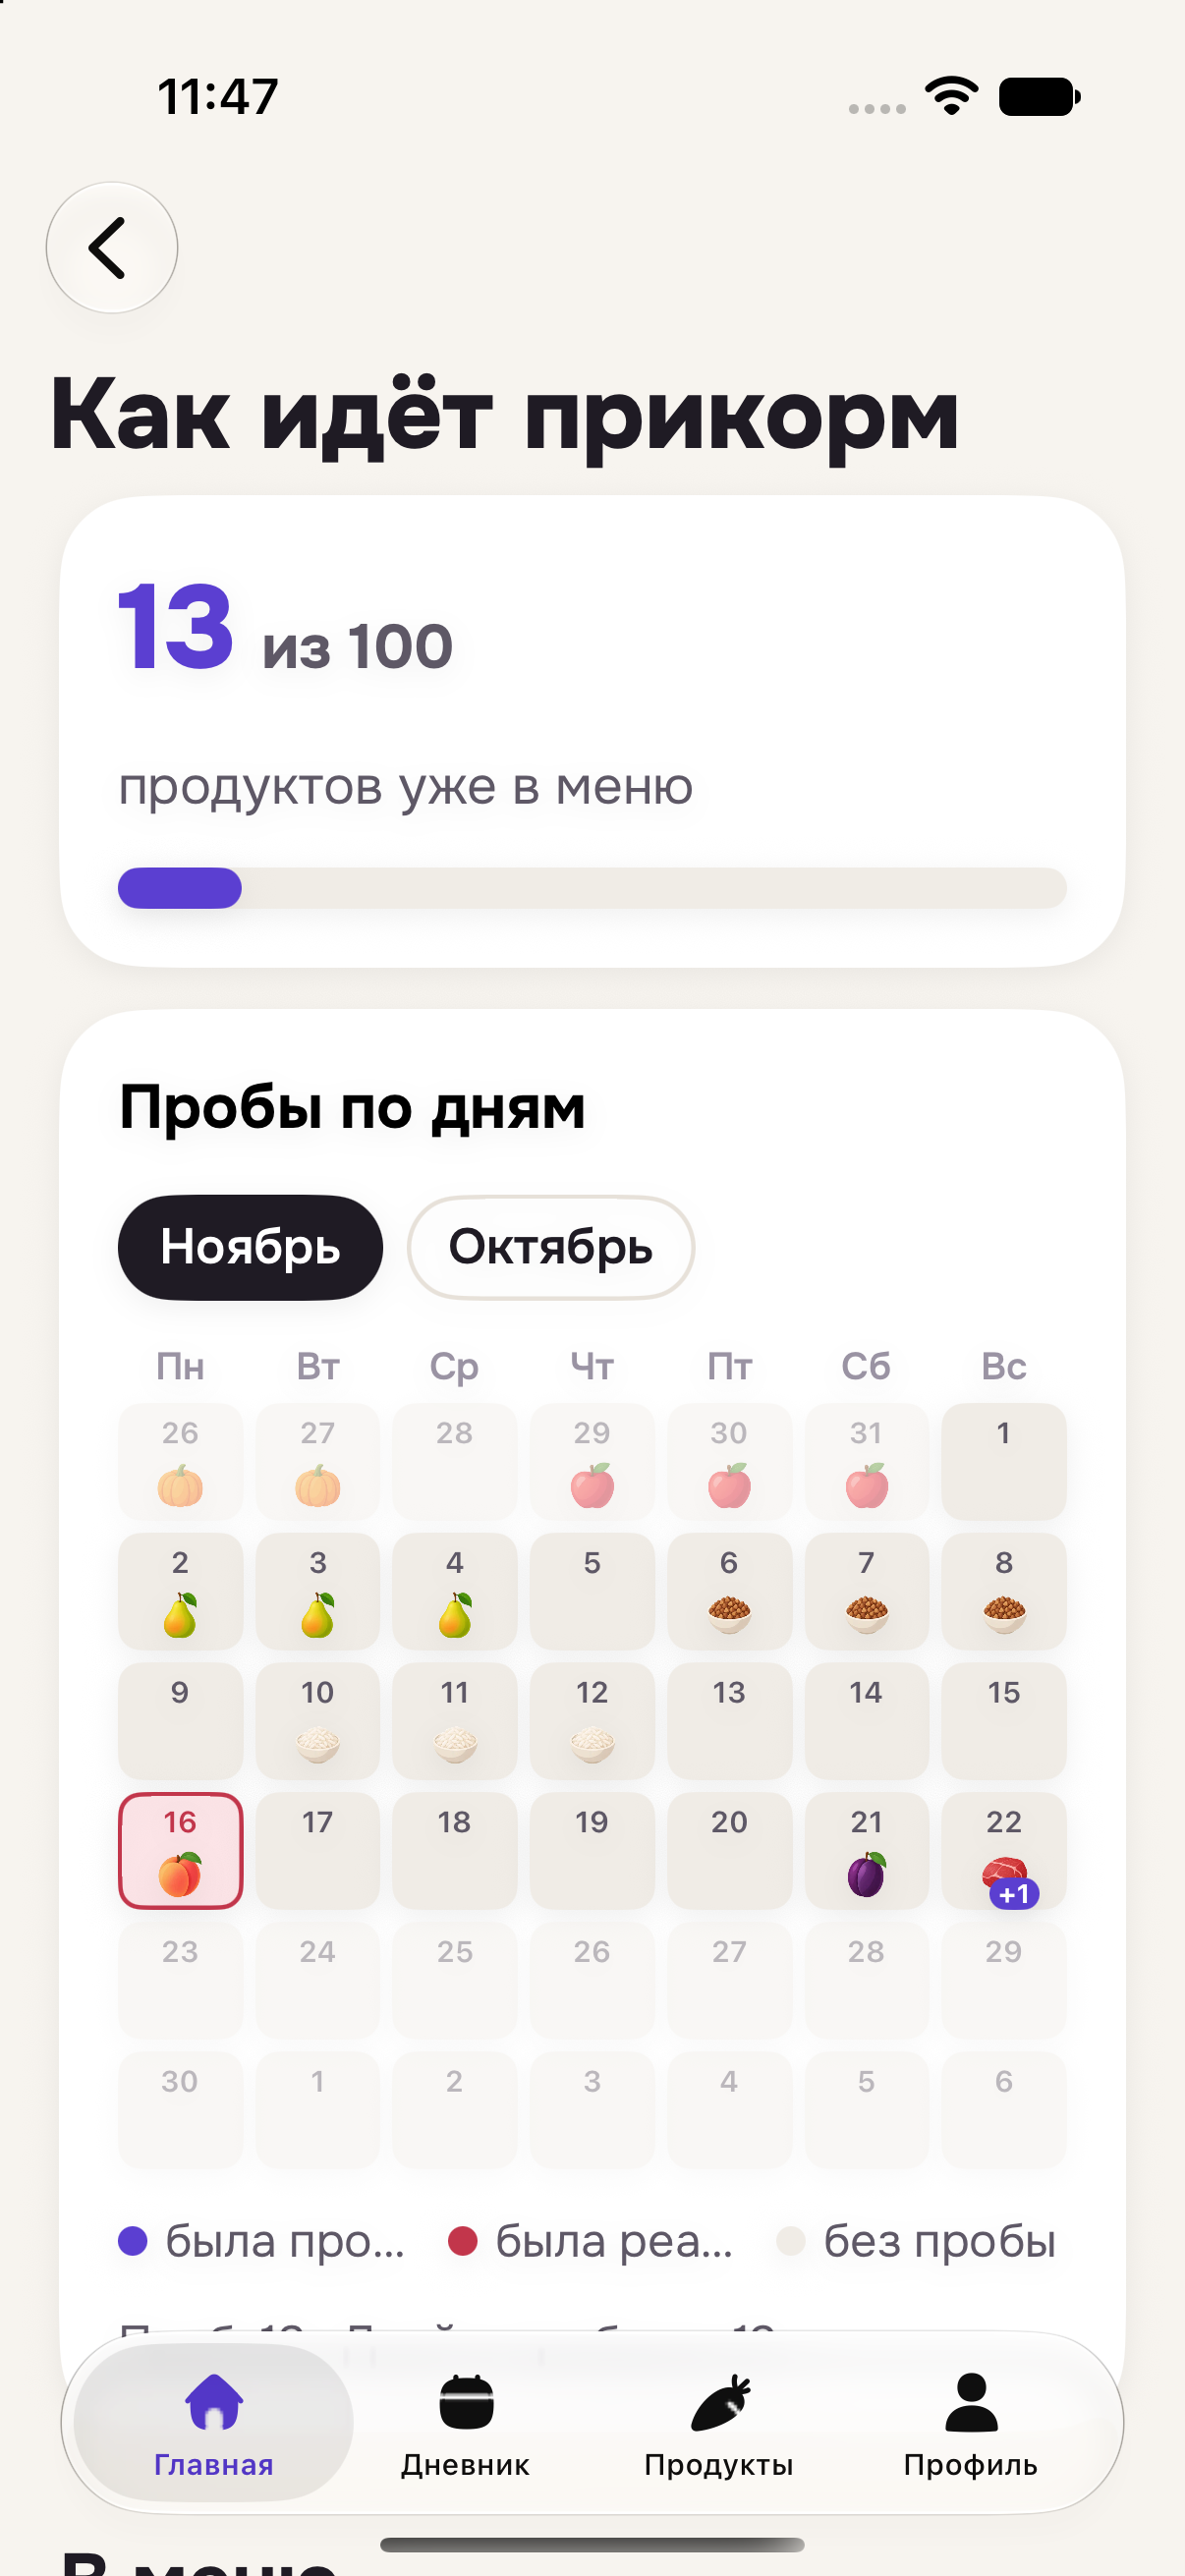 11:47
Как идёт прикорм
13 из 100
продуктов уже в меню
Пробы по дням
Ноябрь Октябрь
Пн Вт Ср Чт Пт Сб Вс
26 27 28 29 30 31 1
2 3 4 5 6 7 8
9 10 11 12 13 14 15
16 17 18 19 20 21 22
+1
23 24 25 26 27 28 29
30 1 2 3 4 5 6
была про... была реа... без пробы
Главная Дневник Продукты Профиль
В меню